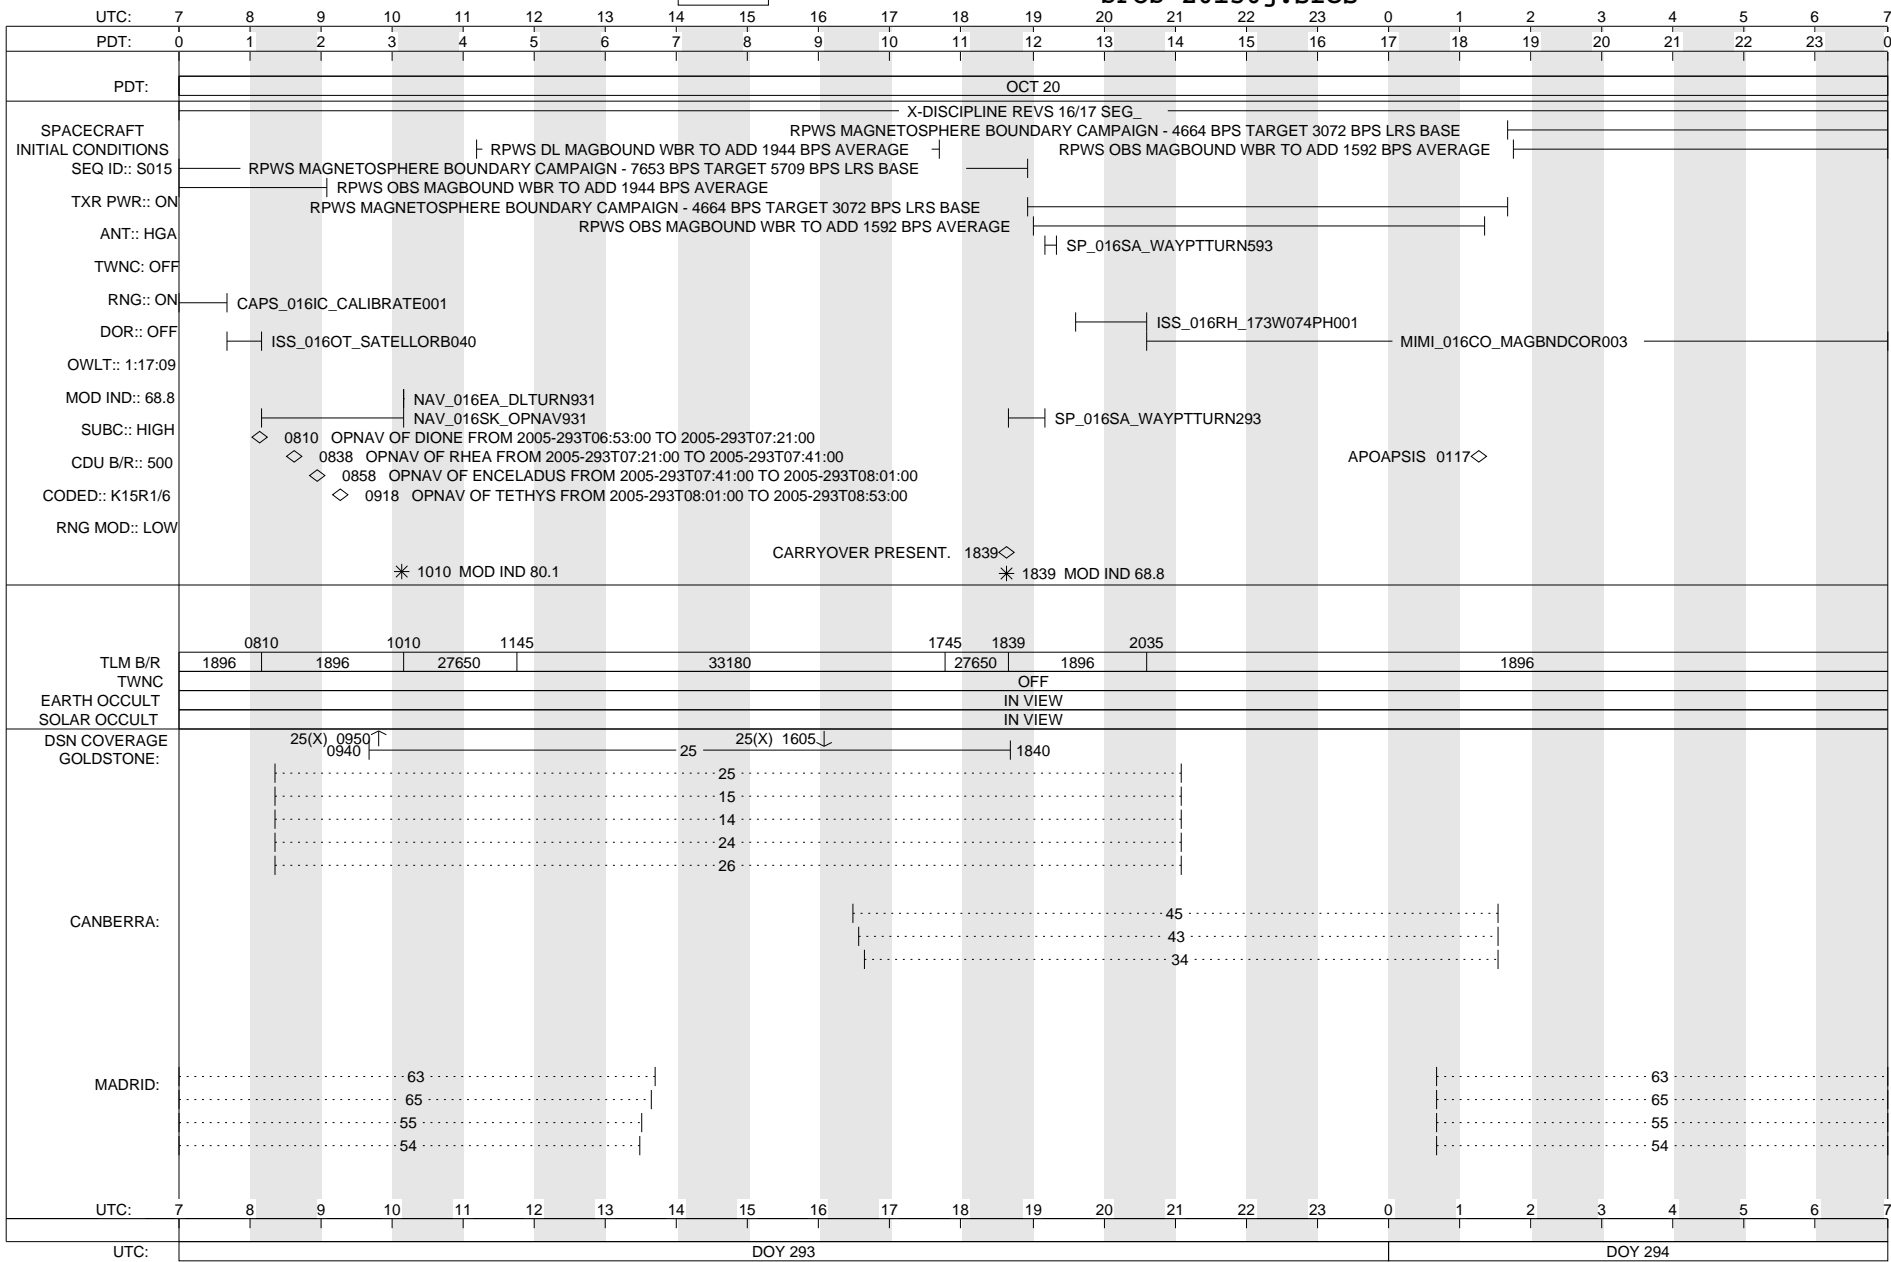 UTC: 7 8 9 10 11 12 13 14 15 16 17 18 19 20 21 22 23 0 1 2 3 4 5 6 7
PDT: 0 1 2 3 4 5 6 7 8 9 10 11 12 13 14 15 16 17 18 19 20 21 22 23 0
PDT: OCT 20
X-DISCIPLINE REVS 16/17 SEG_
SPACECRAFT RPWS MAGNETOSPHERE BOUNDARY CAMPAIGN - 4664 BPS TARGET 3072 BPS LRS BASE
INITIAL CONDITIONS RPWS DL MAGBOUND WBR TO ADD 1944 BPS AVERAGE RPWS OBS MAGBOUND WBR TO ADD 1592 BPS AVERAGE
SEQ ID:: S015 RPWS MAGNETOSPHERE BOUNDARY CAMPAIGN - 7653 BPS TARGET 5709 BPS LRS BASE
RPWS OBS MAGBOUND WBR TO ADD 1944 BPS AVERAGE
TXR PWR:: ON RPWS MAGNETOSPHERE BOUNDARY CAMPAIGN - 4664 BPS TARGET 3072 BPS LRS BASE
RPWS OBS MAGBOUND WBR TO ADD 1592 BPS AVERAGE
ANT:: HGA
SP_016SA_WAYPTTURN593
TWNC: OFF
RNG:: ON CAPS_016IC_CALIBRATE001
ISS_016RH_173W074PH001
DOR:: OFF
ISS_016OT_SATELLORB040 MIMI_016CO_MAGBNDCOR003
OWLT:: 1:17:09
MOD IND:: 68.8 NAV_016EA_DLTURN931
NAV_016SK_OPNAV931 SP_016SA_WAYPTTURN293
SUBC:: HIGH
0810 OPNAV OF DIONE FROM 2005-293T06:53:00 TO 2005-293T07:21:00
0838 OPNAV OF RHEA FROM 2005-293T07:21:00 TO 2005-293T07:41:00 APOAPSIS 0117
CDU B/R:: 500
0858 OPNAV OF ENCELADUS FROM 2005-293T07:41:00 TO 2005-293T08:01:00
CODED:: K15R1/6 0918 OPNAV OF TETHYS FROM 2005-293T08:01:00 TO 2005-293T08:53:00
RNG MOD:: LOW
CARRYOVER PRESENT. 1839
1010 MOD IND 80.1 1839 MOD IND 68.8
0810 1010 1145 1745 1839 2035
TLM B/R 1896 1896 27650 33180 27650 1896 1896
TWNC OFF
EARTH OCCULT IN VIEW
SOLAR OCCULT IN VIEW
DSN COVERAGE 25(X) 0950 25(X) 1605
GOLDSTONE: 0940 25 1840
25
15
14
24
26
CANBERRA: 45
43
34
MADRID: 63 63
65 65
55 55
54 54
UTC: 7 8 9 10 11 12 13 14 15 16 17 18 19 20 21 22 23 0 1 2 3 4 5 6 7
UTC: DOY 293 DOY 294